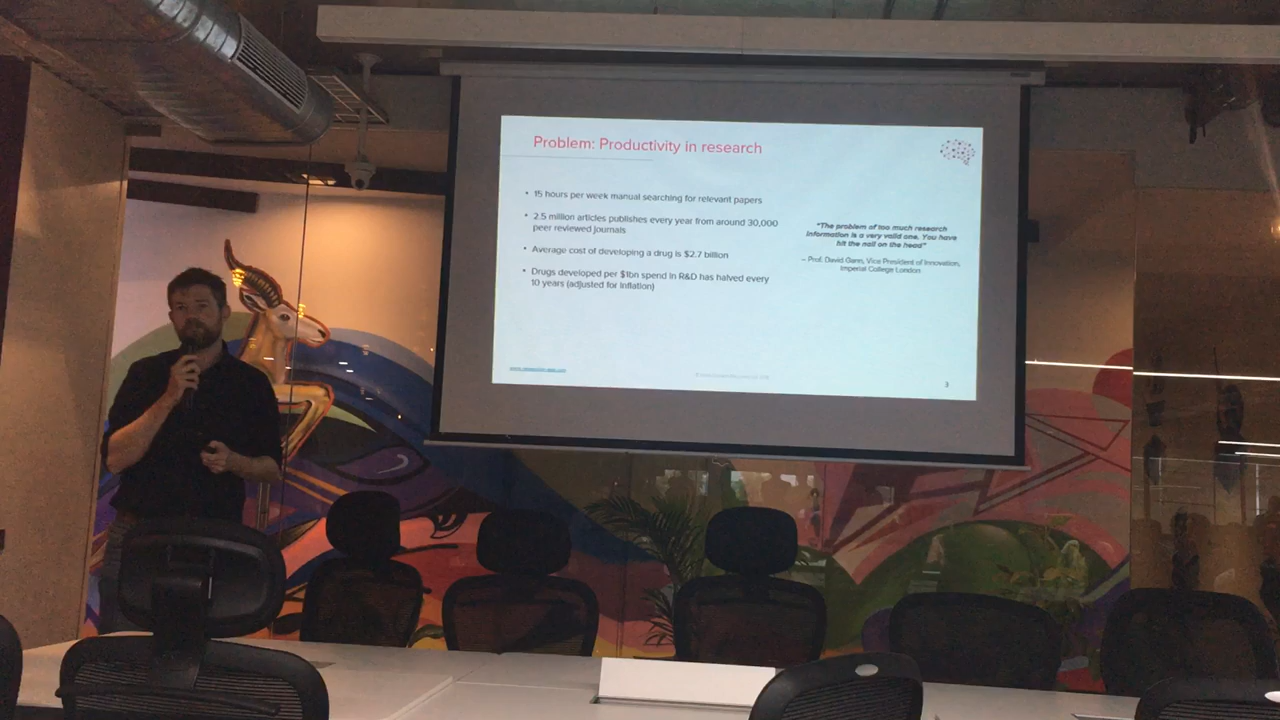 Problem: Productivity in research
• 15 hours per week manual searching for relevant papers
• 2.5 million articles publishes every year from around 30,000
peer reviewed journals
• Average cost of developing a drug is $2.7 billion
• Drugs developed per $1bn spend in R&D has halved every
10 years (adjusted for inflation)
"The problem of too much research
information is a very valid one. You have
hit the nail on the head"
– Prof. David Gann, Vice President of Innovation,
Imperial College London
3